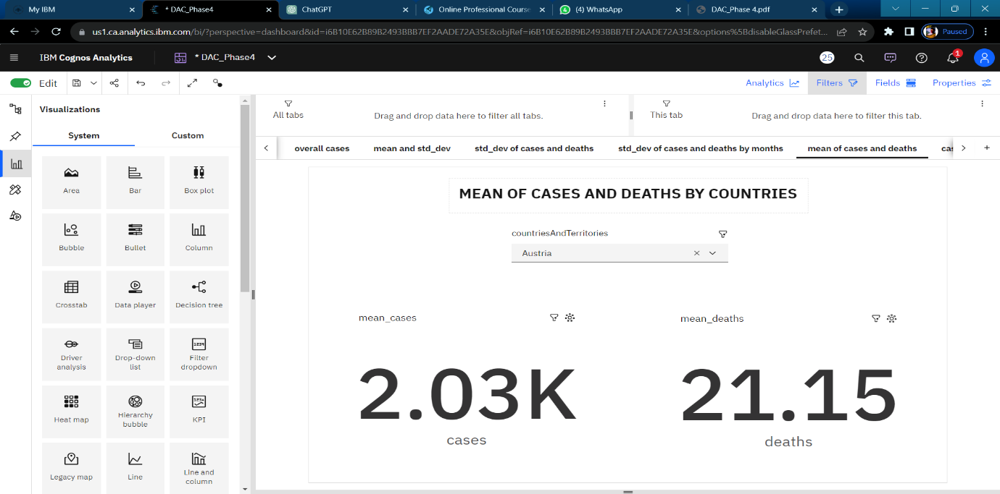 My IBM
* DAC_Phase4
ChatGPT
Online Professional Course
(4) WhatsApp
DAC_Phase 4.pdf
us1.ca.analytics.ibm.com/bi/?perspective=dashboard&id=i6B10E62B89B2493BBB7EF2AADE72A35E&objRef=i6B10E62B89B2493BBB7EF2AADE72A35E&options%5BdisableGlassPrefet...
Paused
IBM Cognos Analytics
* DAC_Phase4
25
1
Edit
Analytics
Filters
Fields
Properties
Visualizations
System
Custom
All tabs
Drag and drop data here to filter all tabs.
This tab
Drag and drop data here to filter this tab.
overall cases
mean and std_dev
std_dev of cases and deaths
std_dev of cases and deaths by months
mean of cases and deaths
cas
Area
Bar
Box plot
Bubble
Bullet
Column
Crosstab
Data player
Decision tree
Driver analysis
Drop-down list
Filter dropdown
Heat map
Hierarchy bubble
KPI
Legacy map
Line
Line and column
MEAN OF CASES AND DEATHS BY COUNTRIES
countriesAndTerritories
Austria
mean_cases
2.03K
cases
mean_deaths
21.15
deaths